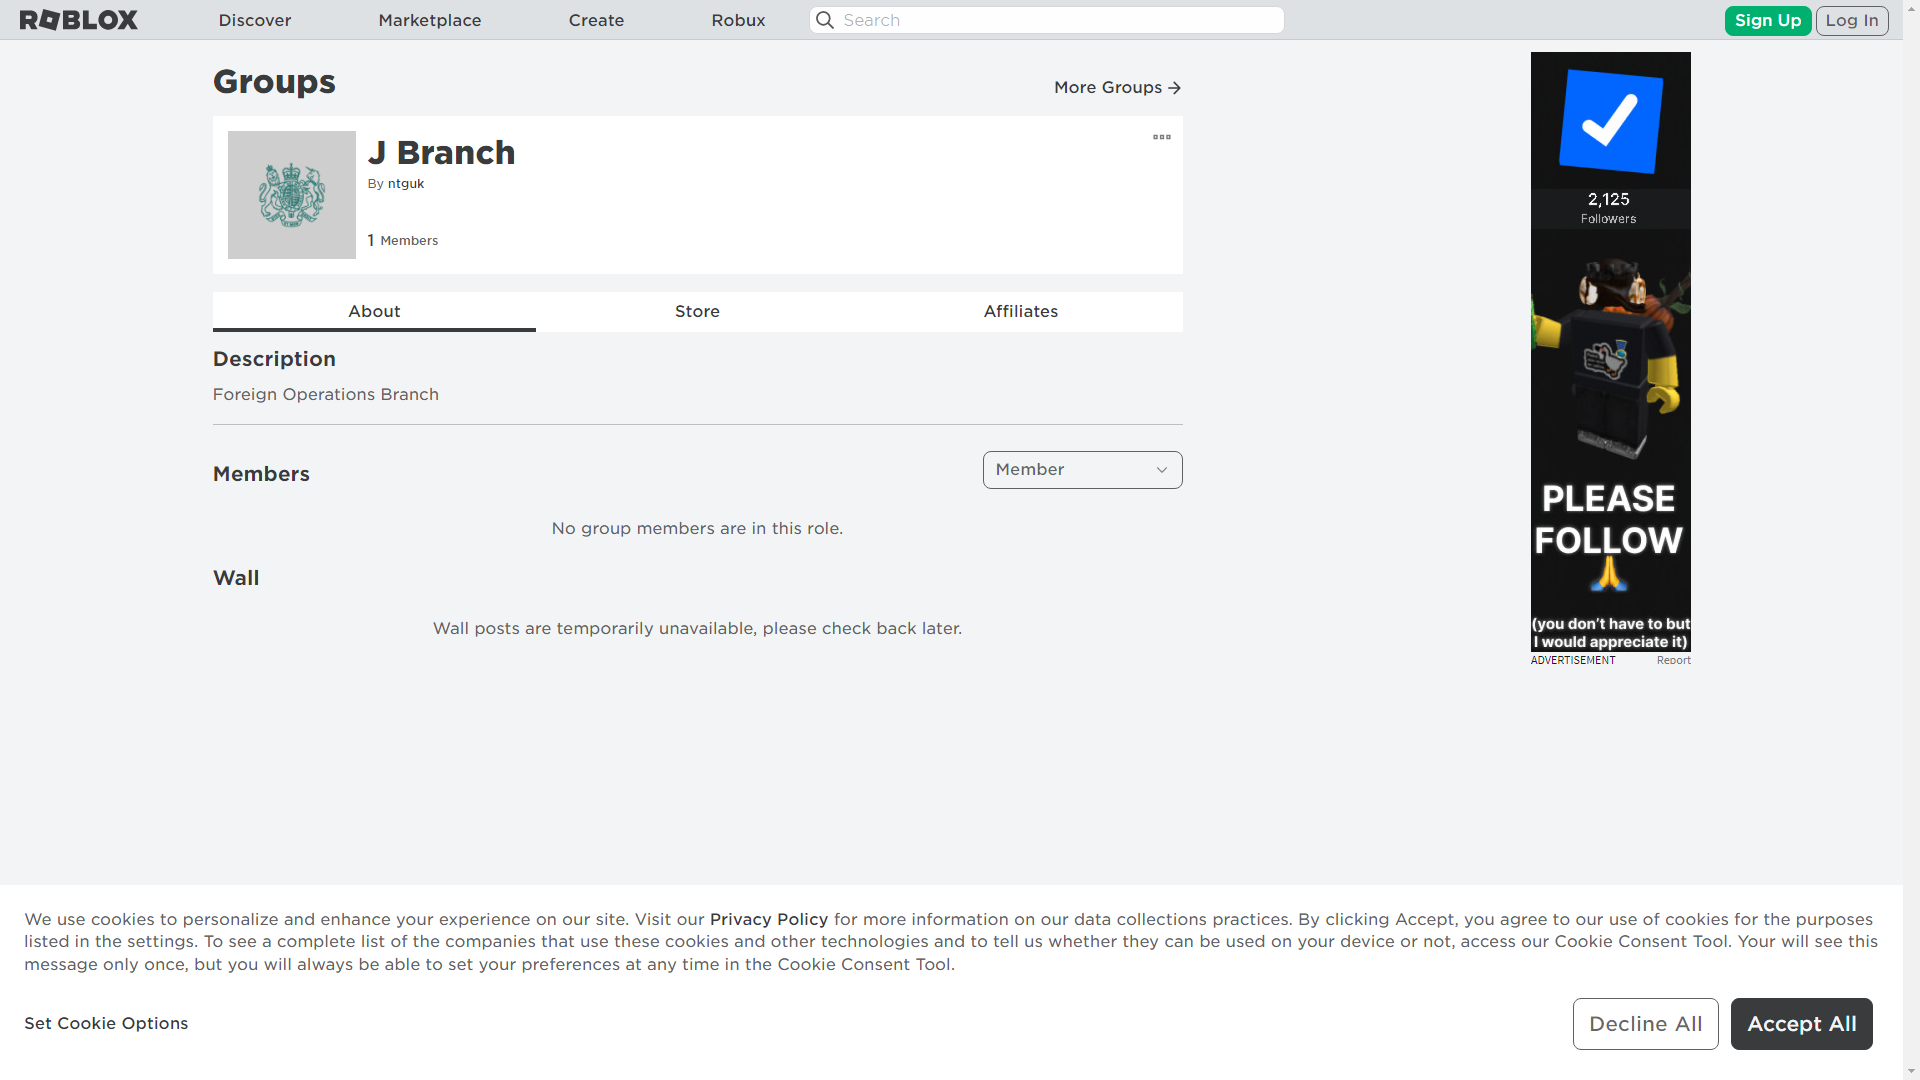 ROBLOX
Discover
Marketplace
Create
Robux
Search
Sign Up
Log In
Groups
More Groups
J Branch
By ntguk
1 Members
About
Store
Affiliates
Description
Foreign Operations Branch
Members
Member
No group members are in this role.
Wall
Wall posts are temporarily unavailable, please check back later.
2,125
Followers
PLEASE
FOLLOW
(you don't have to but
I would appreciate it)
ADVERTISEMENT
Report
We use cookies to personalize and enhance your experience on our site. Visit our Privacy Policy for more information on our data collections practices. By clicking Accept, you agree to our use of cookies for the purposes
listed in the settings. To see a complete list of the companies that use these cookies and other technologies and to tell us whether they can be used on your device or not, access our Cookie Consent Tool. Your will see this
message only once, but you will always be able to set your preferences at any time in the Cookie Consent Tool.
Set Cookie Options
Decline All
Accept All